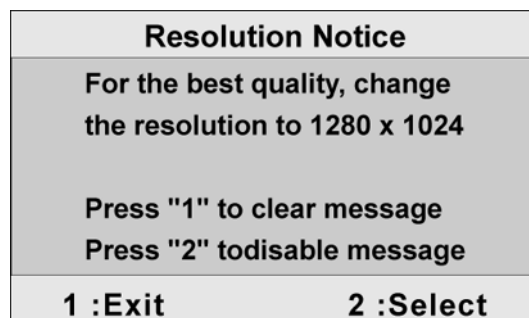 Resolution Notice
For the best quality, change
the resolution to 1280 x 1024
Press "1" to clear message
Press "2" todisable message
1 :Exit 2 :Select